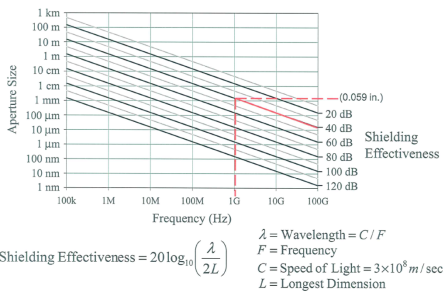 1 km
100 m
10 m
1 m
10 cm
1 cm
1 mm
100 μm
10 μm
1 μm
100 nm
10 nm
1 nm
Aperture Size
100k 1M 10M 100M 1G 10G 100G
Frequency (Hz)
(0.059 in.)
20 dB
40 dB
60 dB
80 dB
100 dB
120 dB
Shielding
Effectiveness
Shielding Effectiveness = 20 log₁₀(λ/2L)
λ = Wavelength = C / F
F = Frequency
C = Speed of Light = 3×10⁸ m / sec
L = Longest Dimension